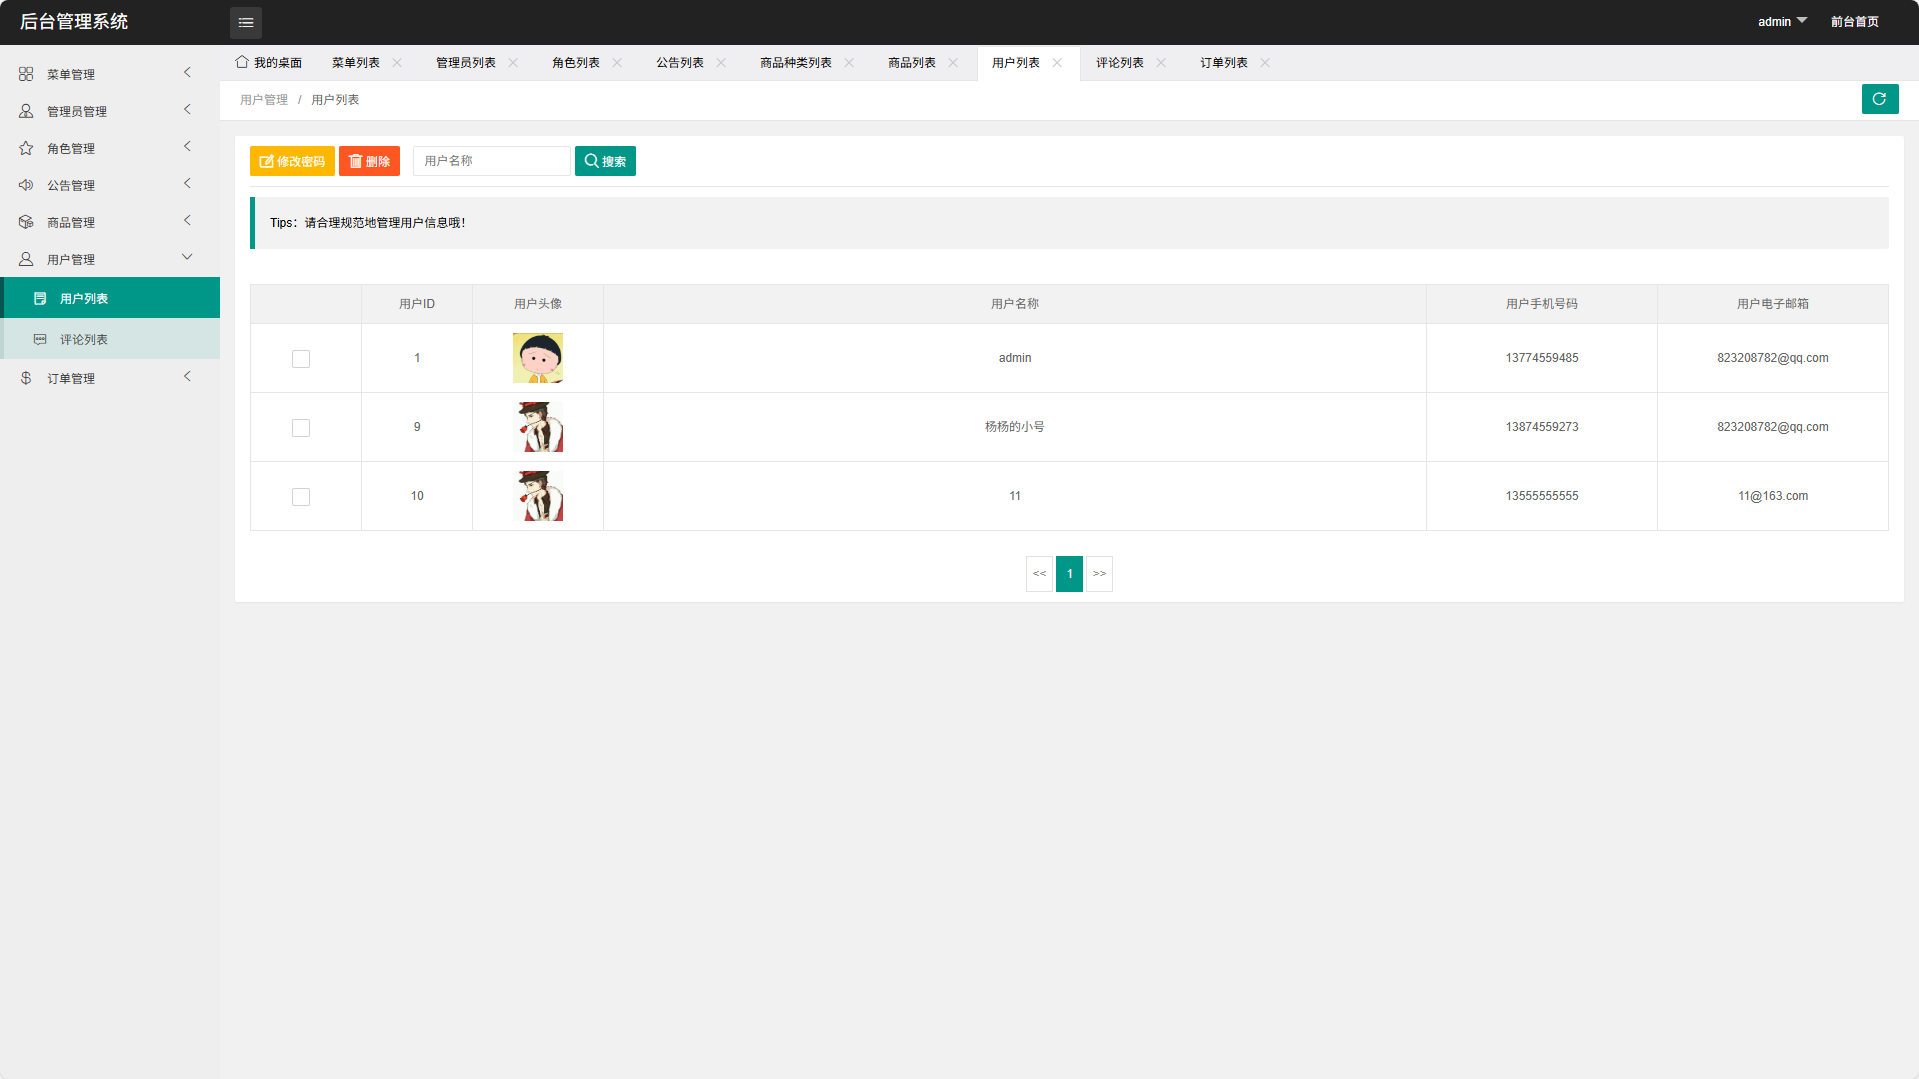 后台管理系统
admin 前台首页
菜单管理
管理员管理
角色管理
公告管理
商品管理
用户管理
用户列表
评论列表
订单管理
我的桌面 菜单列表 管理员列表 角色列表 公告列表 商品种类列表 商品列表 用户列表 评论列表 订单列表
用户管理 / 用户列表
修改密码 删除 用户名称 搜索
Tips：请合理规范地管理用户信息哦！
用户ID 用户头像 用户名称 用户手机号码 用户电子邮箱
1 admin 13774559485 823208782@qq.com
9 杨杨的小号 13874559273 823208782@qq.com
10 11 13555555555 11@163.com
<< 1 >>